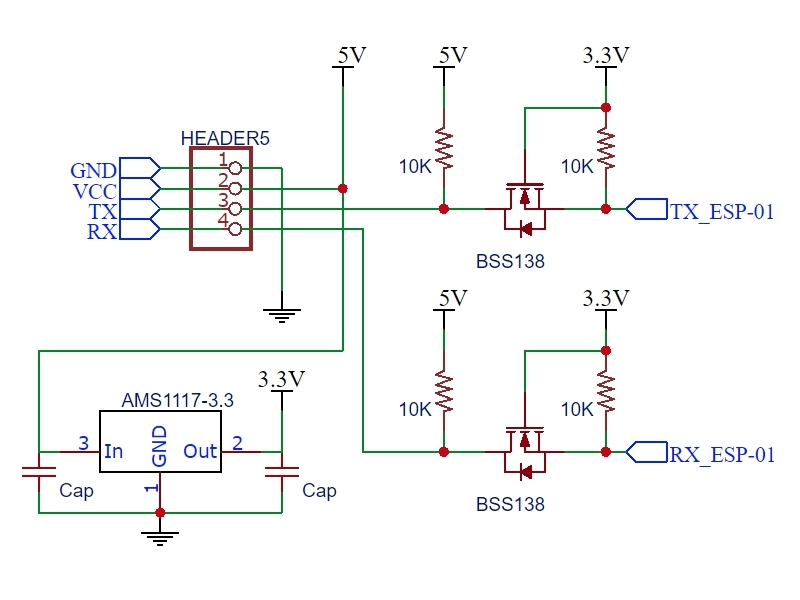 5V
5V
3.3V
HEADER5
GND
VCC
TX
RX
1
2
3
4
10K
10K
TX_ESP-01
BSS138
5V
3.3V
10K
10K
RX_ESP-01
BSS138
3.3V
AMS1117-3.3
3
In
GND
Out
2
1
Cap
Cap